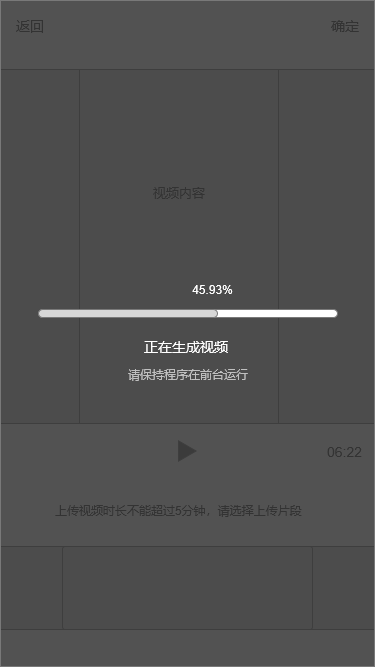 返回
确定
视频内容
45.93%
正在生成视频
请保持程序在前台运行
06:22
上传视频时长不能超过5分钟，请选择上传片段